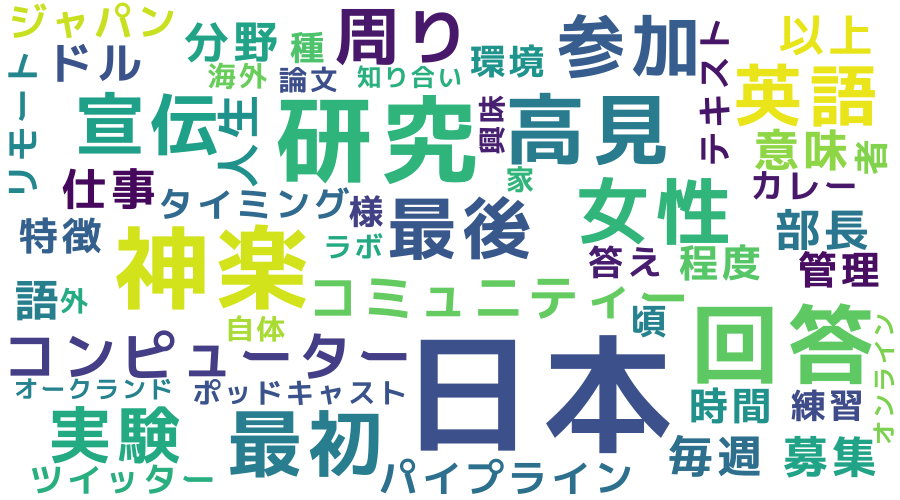 ジャパン
ドル
分野
種
周り
環境
参加
テキスト
以上
海外
論文
知り合い
リモート
宣伝
人生
研究
興味
高見
英語
意味
者
仕事
タイミング
様
家
カレー
特徴
神楽
ラボ
最後
女性
部長
答え
程度
管理
語
外
コミュニティー
自体
頃
回答
コンピューター
日本
オンライン
オークランド
ポッドキャスト
時間
練習
実験
最初
毎週
募集
ツイッター
パイプライン